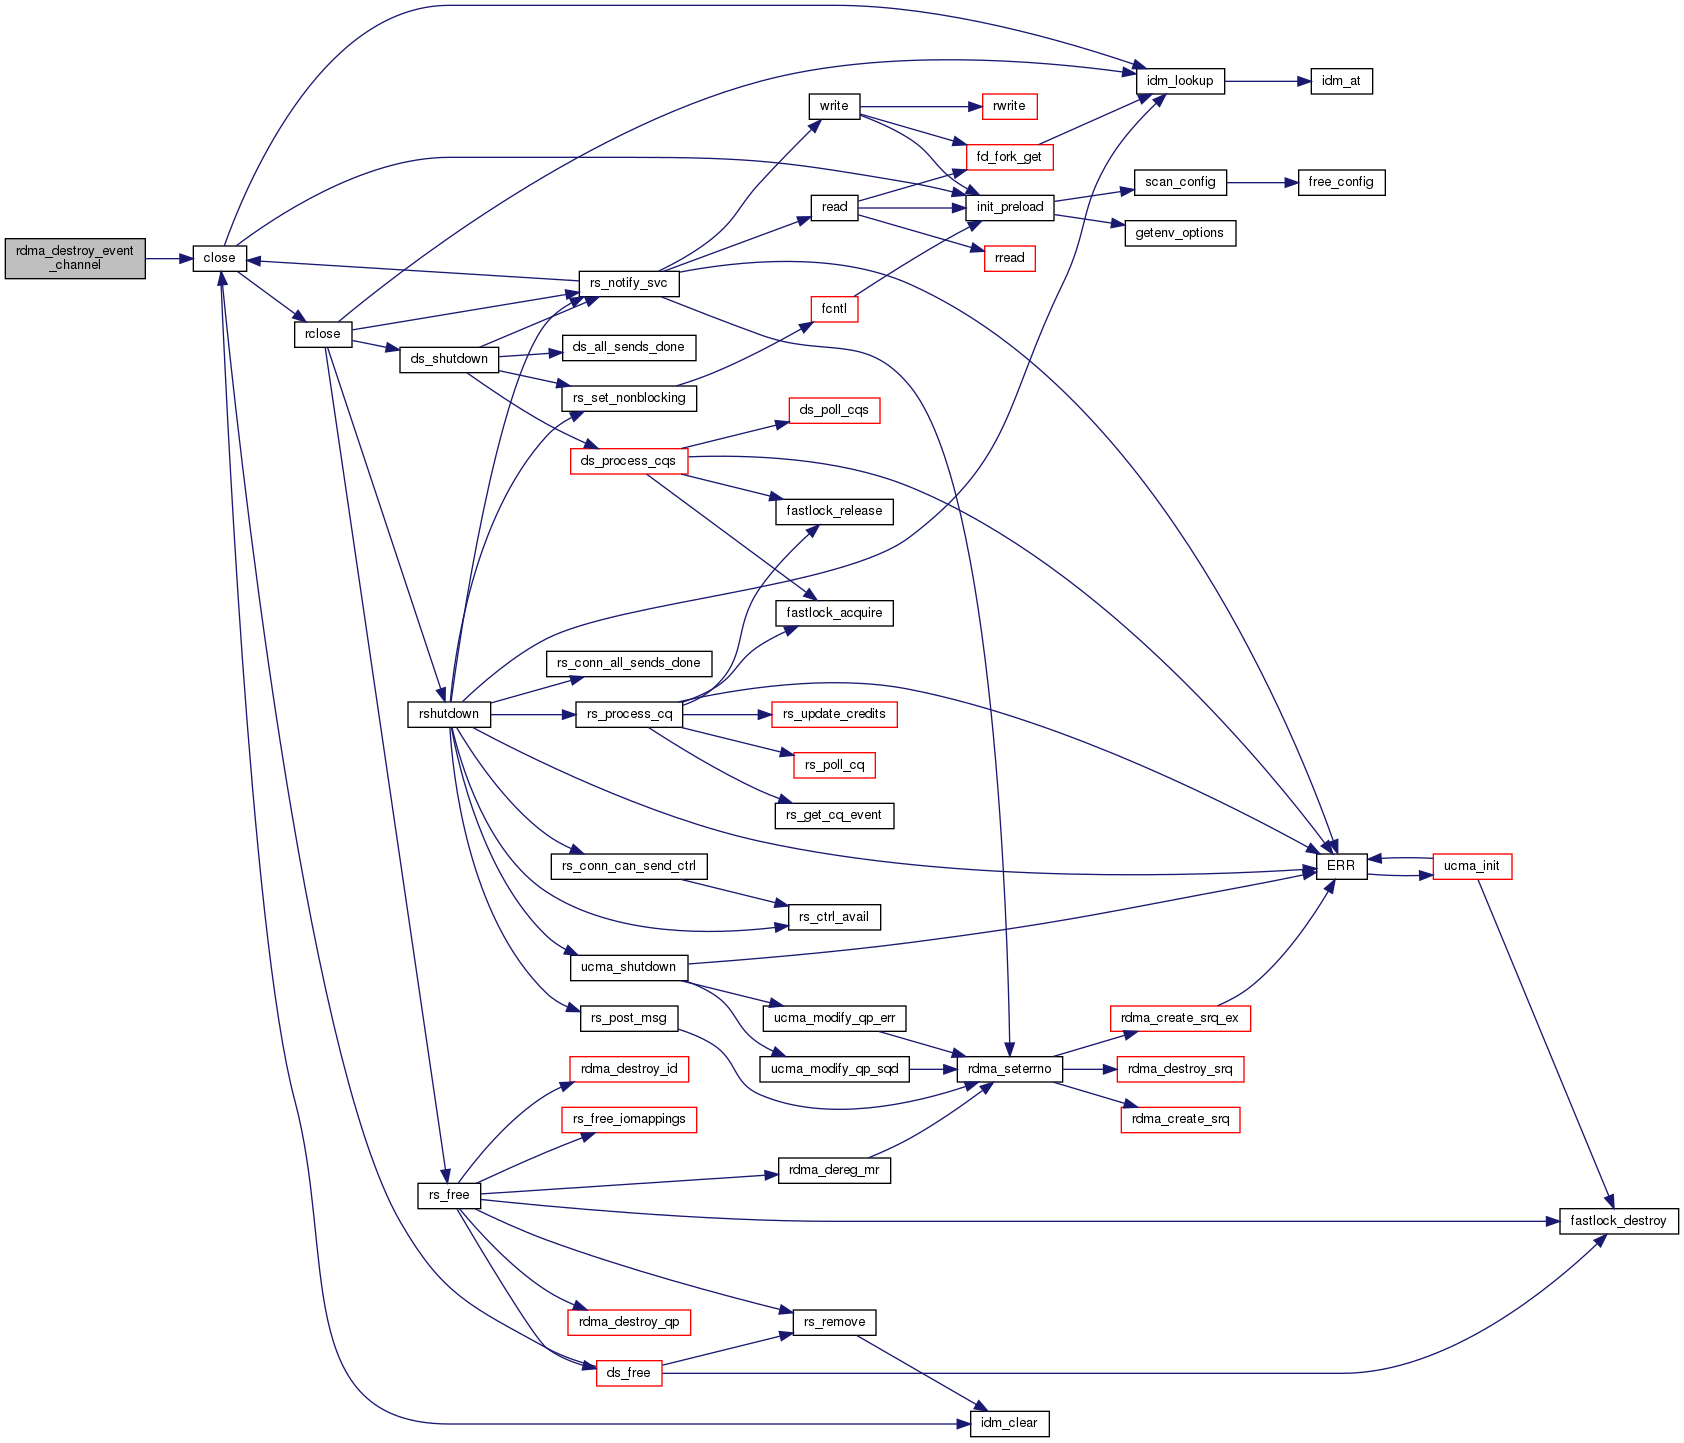 rdma_destroy_event
_channel
close
rclose
ds_shutdown
rshutdown
rs_free
rs_notify_svc
ds_all_sends_done
rs_set_nonblocking
ds_process_cqs
rs_conn_all_sends_done
rs_process_cq
rs_conn_can_send_ctrl
ucma_shutdown
rs_post_msg
rdma_destroy_id
rs_free_iomappings
rdma_destroy_qp
ds_free
write
read
fcntl
ds_poll_cqs
fastlock_release
fastlock_acquire
rs_update_credits
rs_poll_cq
rs_get_cq_event
rs_ctrl_avail
ucma_modify_qp_err
ucma_modify_qp_sqd
rdma_dereg_mr
rs_remove
rwrite
fd_fork_get
init_preload
rread
rdma_seterrno
idm_clear
idm_lookup
scan_config
getenv_options
rdma_create_srq_ex
rdma_destroy_srq
rdma_create_srq
idm_at
free_config
ERR
ucma_init
fastlock_destroy